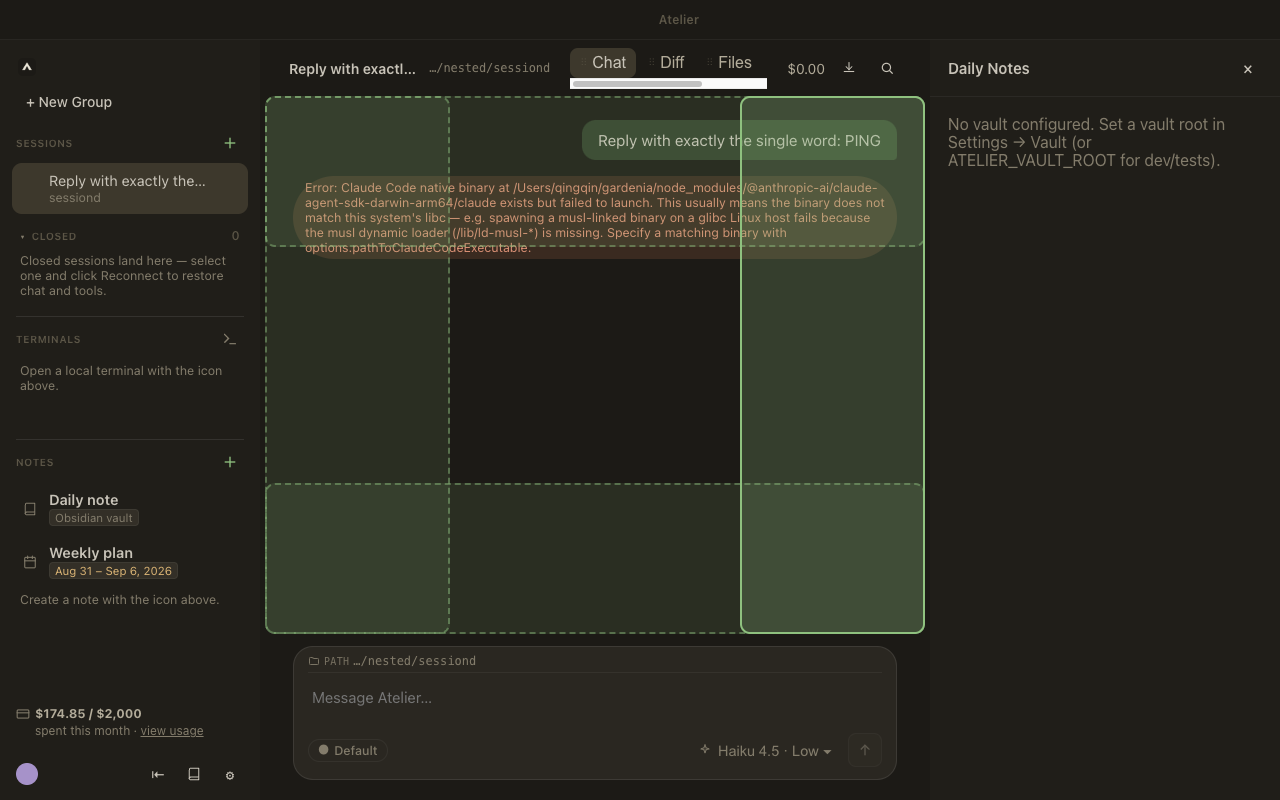 Atelier
+ New Group
SESSIONS
Reply with exactly the...
sessiond
CLOSED 0
Closed sessions land here — select
one and click Reconnect to restore
chat and tools.
TERMINALS
Open a local terminal with the icon
above.
NOTES
Daily note
Obsidian vault
Weekly plan
Aug 31 – Sep 6, 2026
Create a note with the icon above.
$174.85 / $2,000
spent this month · view usage
Reply with exactl... …/nested/sessiond Chat Diff Files $0.00
Reply with exactly the single word: PING
Error: Claude Code native binary at /Users/qingqin/gardenia/node_modules/@anthropic-ai/claude-
agent-sdk-darwin-arm64/claude exists but failed to launch. This usually means the binary does not
match this system's libc — e.g. spawning a musl-linked binary on a glibc Linux host fails because
the musl dynamic loader (/lib/ld-musl-*) is missing. Specify a matching binary with
options.pathToClaudeCodeExecutable.
PATH …/nested/sessiond
Message Atelier...
Default
Haiku 4.5 · Low
Daily Notes
No vault configured. Set a vault root in
Settings → Vault (or
ATELIER_VAULT_ROOT for dev/tests).